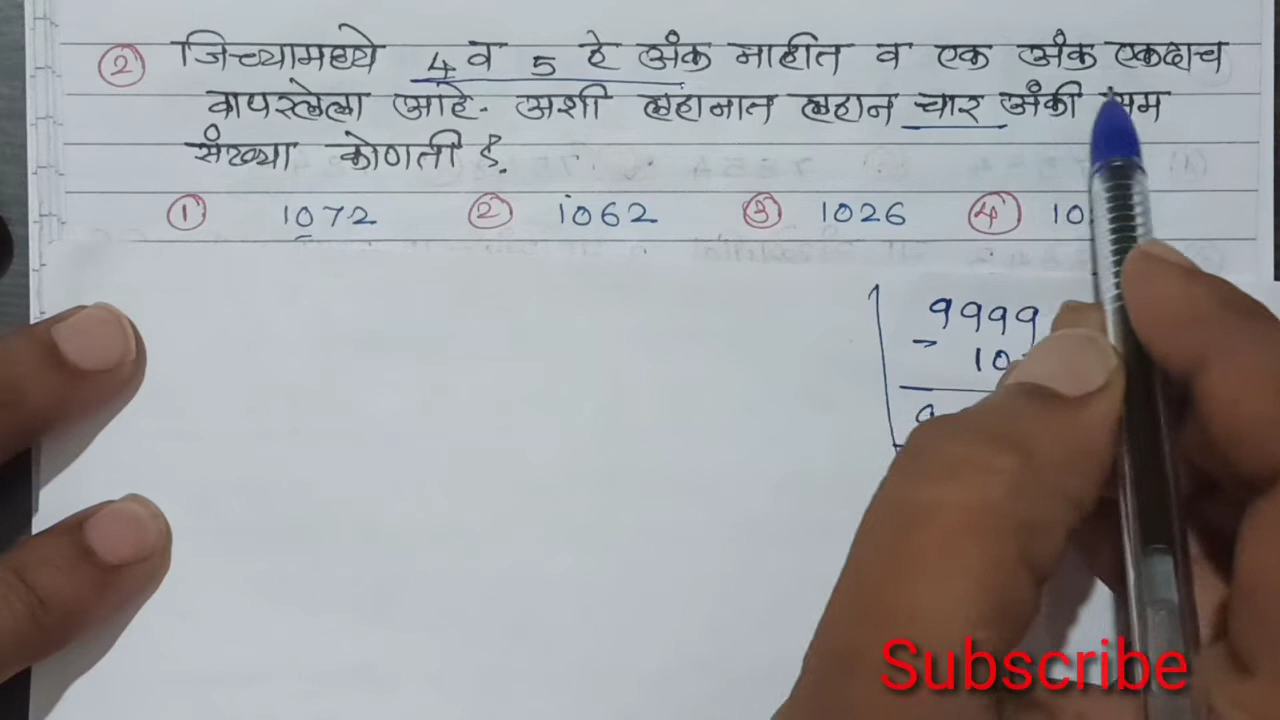 ② जिच्यामध्ये 4 व 5 हे अंक नाहीत व एक अंक एकदाच
वापरलेला आहे. अशी लहानात लहान चार अंकी सम
संख्या कोणती ?
① 1072 ② 1062 ③ 1026 ④ 10
9999
- 10
9
Subscribe